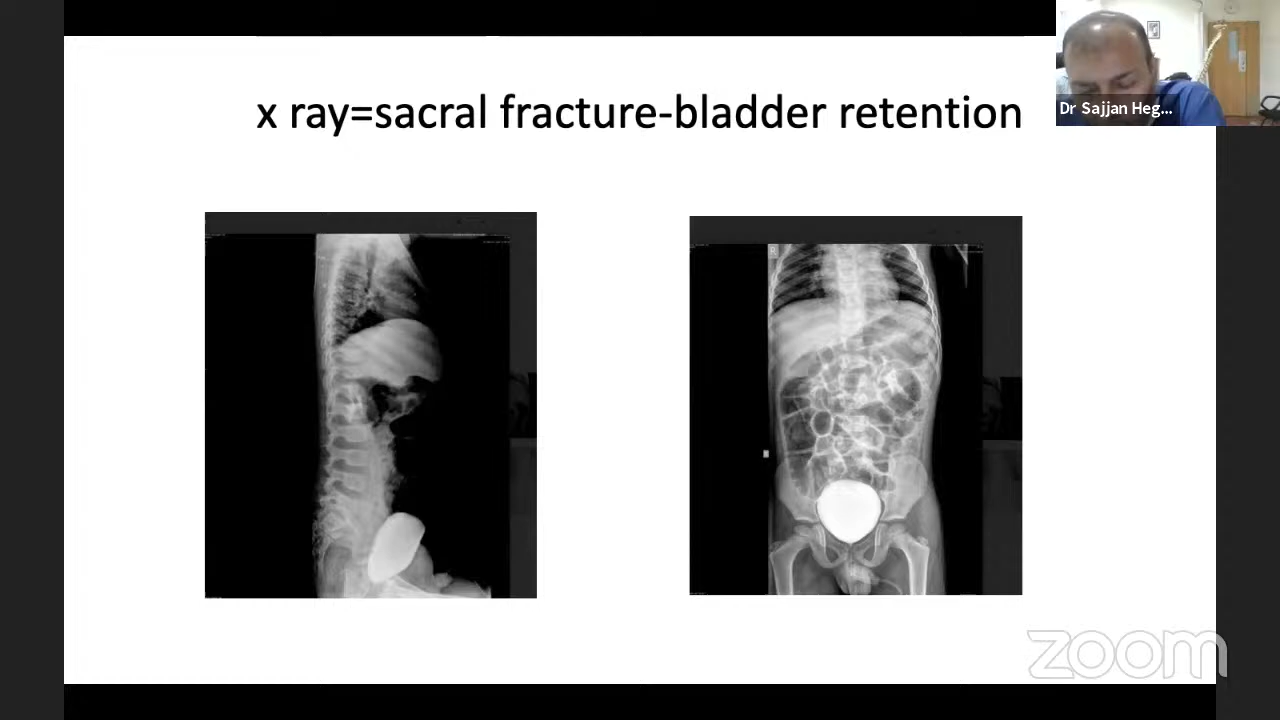 x ray=sacral fracture-bladder retention
Dr Sajjan Heg...
zoom